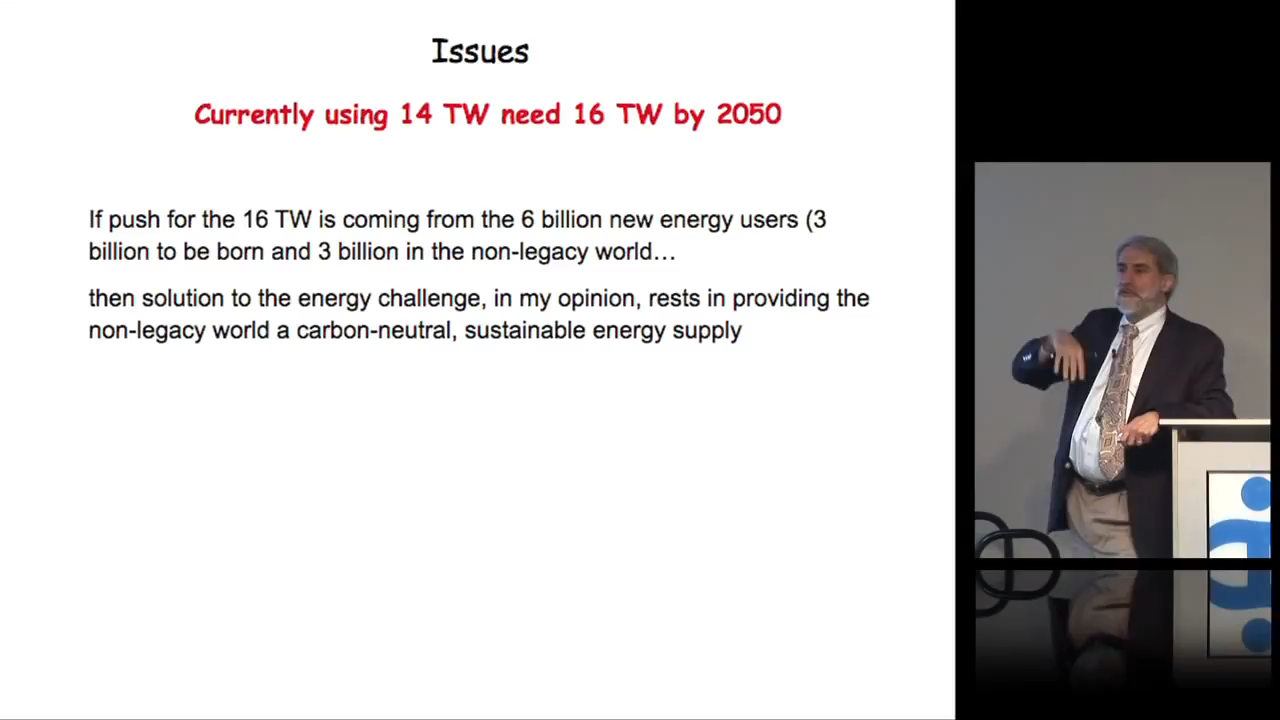 Issues
Currently using 14 TW need 16 TW by 2050
If push for the 16 TW is coming from the 6 billion new energy users (3
billion to be born and 3 billion in the non-legacy world…
then solution to the energy challenge, in my opinion, rests in providing the
non-legacy world a carbon-neutral, sustainable energy supply